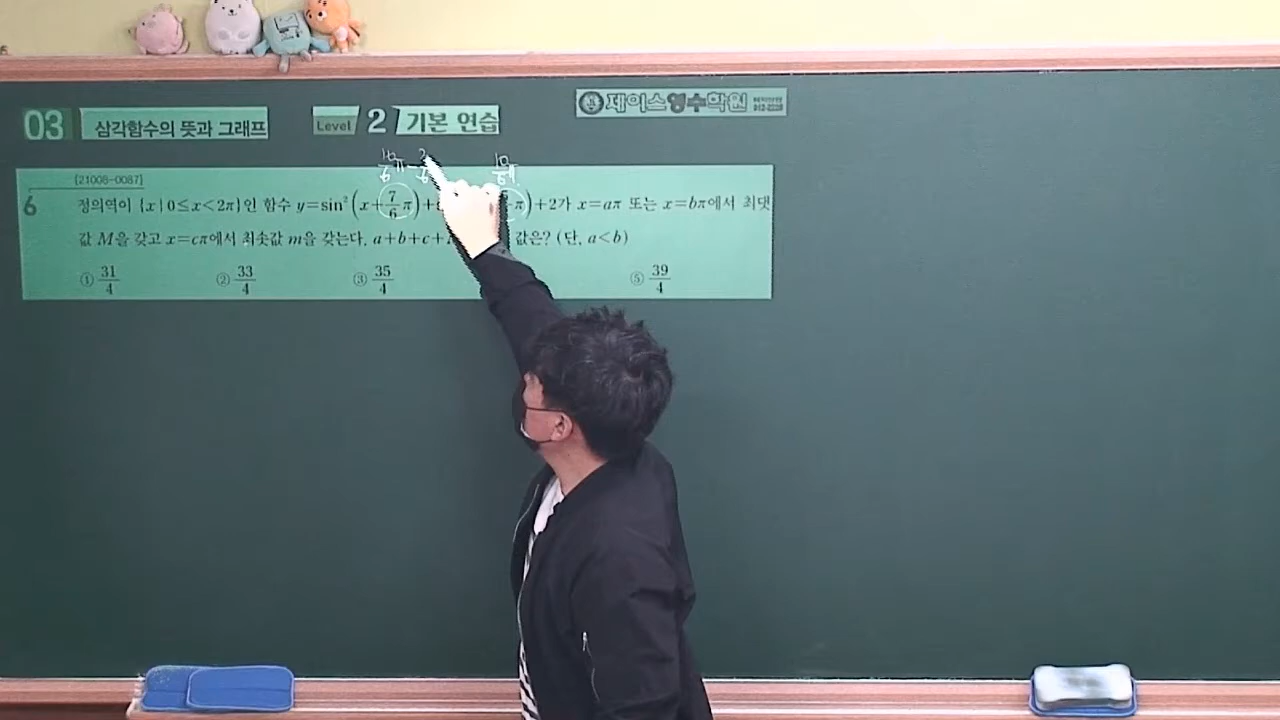 03 삼각함수의 뜻과 그래프 Level 2 기본 연습
제이스영수학원
[21008-0087]
6 정의역이 {x | 0≤x<2π}인 함수 y=sin²(x+7/6π)+ π)+2가 x=aπ 또는 x=bπ에서 최댓
값 M을 갖고 x=cπ에서 최솟값 m을 갖는다. a+b+c+ 값은? (단, a<b)
① 31/4 ② 33/4 ③ 35/4 ⑤ 39/4